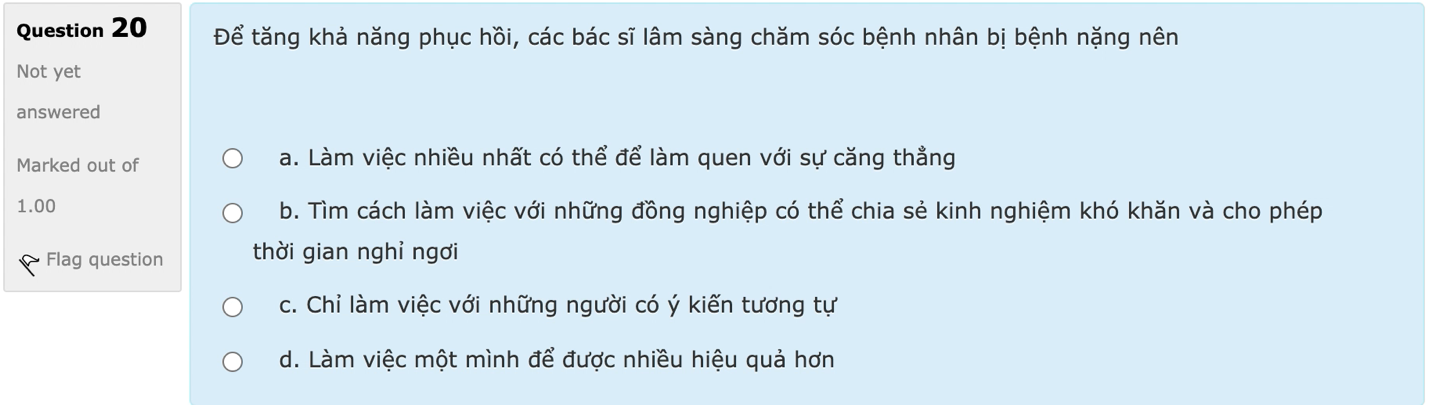 Question 20
Not yet
answered
Marked out of
1.00
Flag question
Để tăng khả năng phục hồi, các bác sĩ lâm sàng chăm sóc bệnh nhân bị bệnh nặng nên
a. Làm việc nhiều nhất có thể để làm quen với sự căng thẳng
b. Tìm cách làm việc với những đồng nghiệp có thể chia sẻ kinh nghiệm khó khăn và cho phép
thời gian nghỉ ngơi
c. Chỉ làm việc với những người có ý kiến tương tự
d. Làm việc một mình để được nhiều hiệu quả hơn